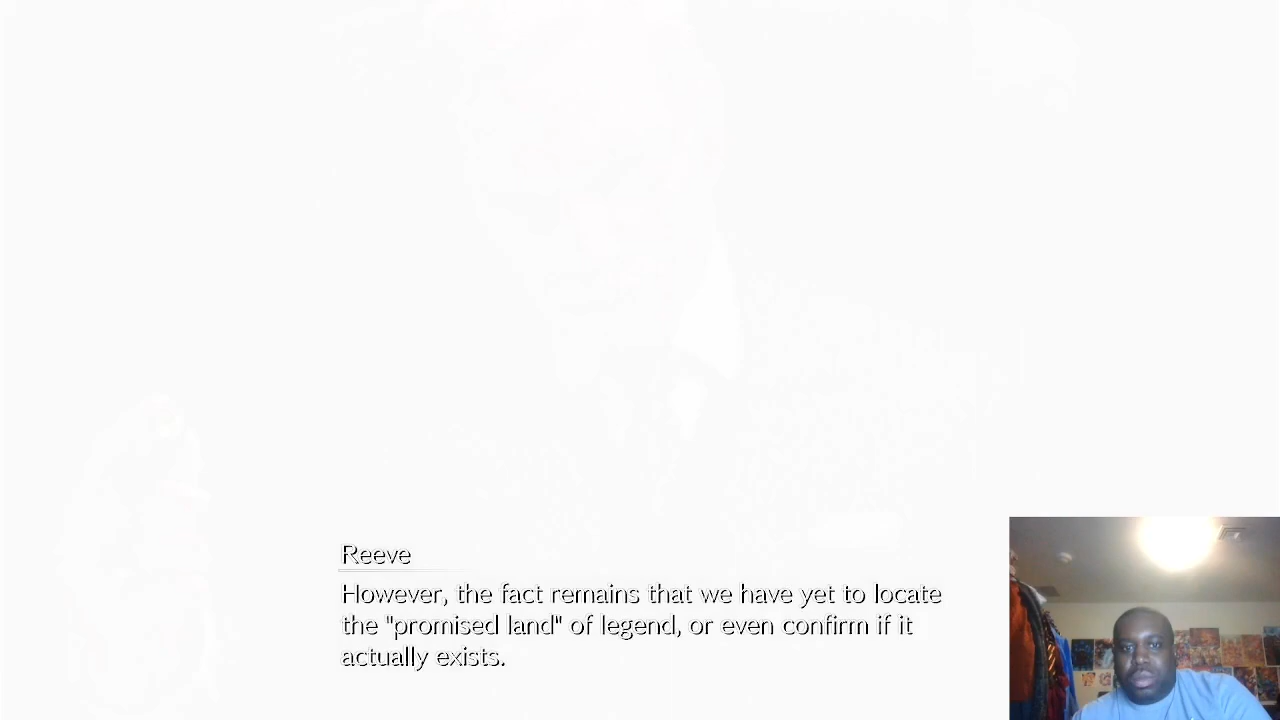 Reeve
However, the fact remains that we have yet to locate
the "promised land" of legend, or even confirm if it
actually exists.